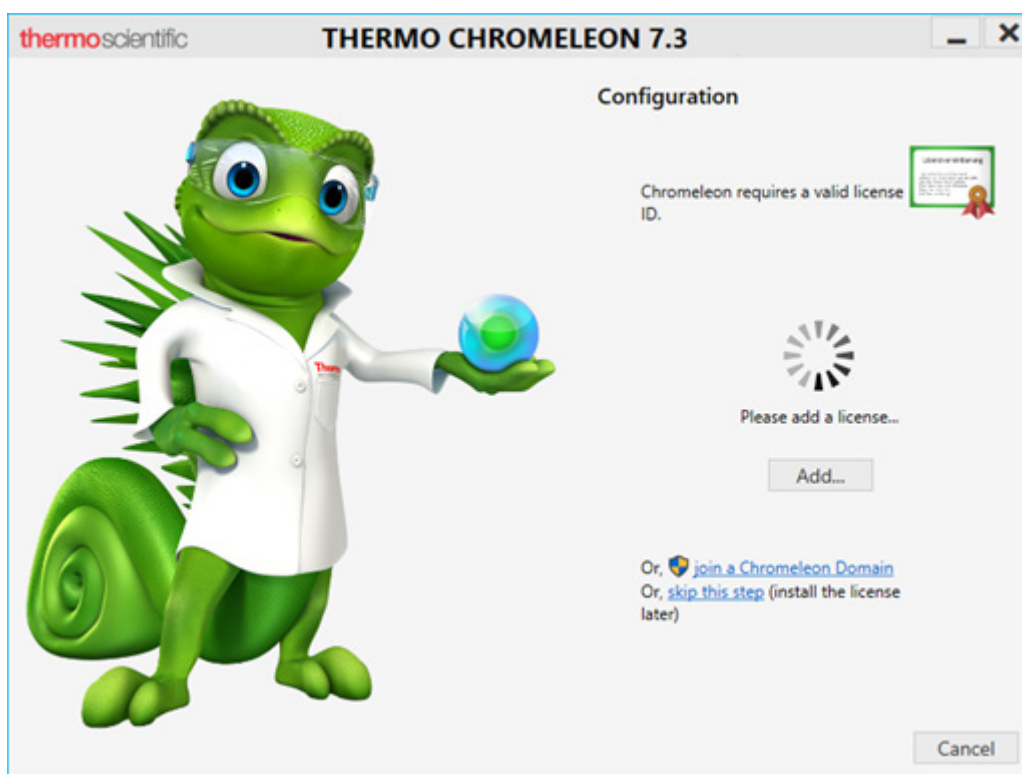 thermoscientific
THERMO CHROMELEON 7.3
Configuration
Chromeleon requires a valid license
ID.
Please add a license...
Add...
Or, join a Chromeleon Domain
Or, skip this step (install the license
later)
Cancel